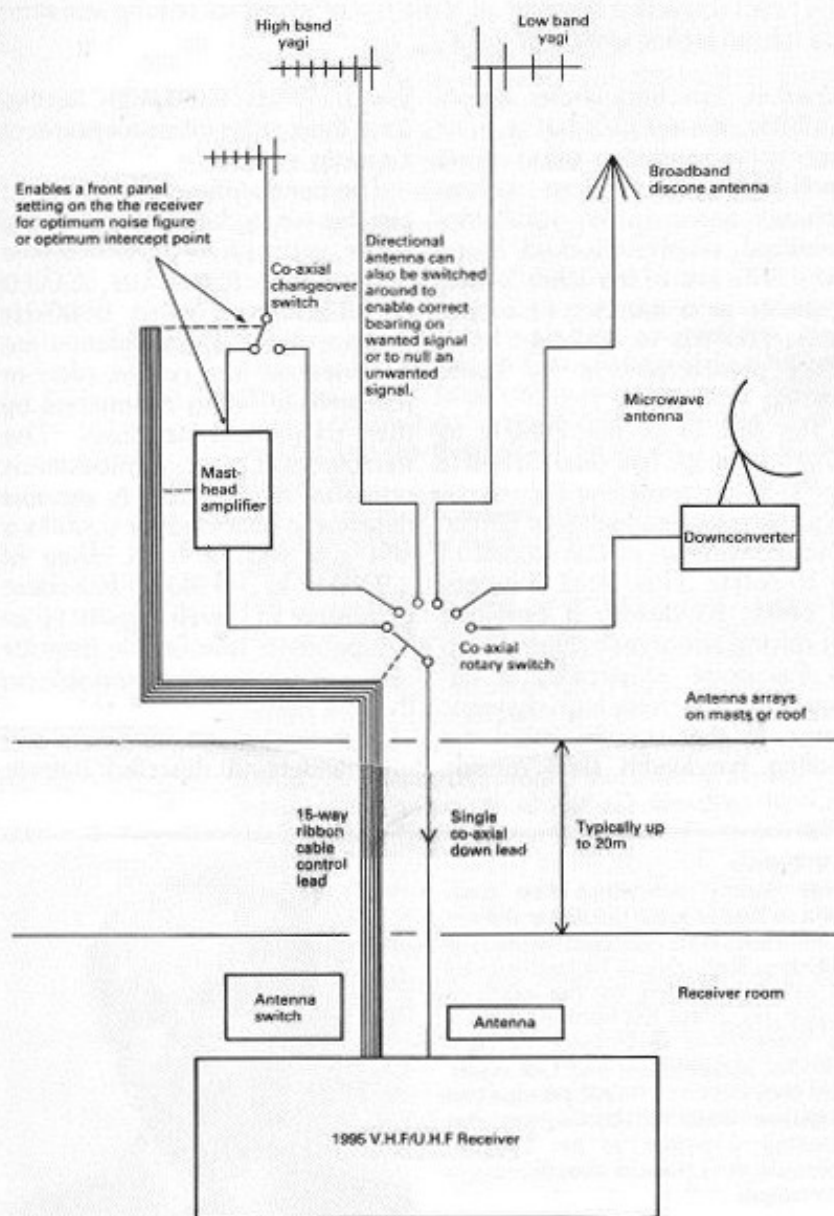 High band
yagi
Low band
yagi
Enables a front panel
setting on the the receiver
for optimum noise figure
or optimum intercept point
Co-axial
changeover
switch
Directional
antenna can
also be switched
around to
enable correct
bearing on
wanted signal
or to null an
unwanted
signal.
Broadband
discone antenna
Microwave
antenna
Mast-
head
amplifier
Downconverter
Co-axial
rotary switch
Antenna arrays
on masts or roof
15-way
ribbon
cable
control
lead
Single
co-axial
down lead
Typically up
to 20m
Antenna
switch
Antenna
Receiver room
1995 V.H.F/U.H.F Receiver